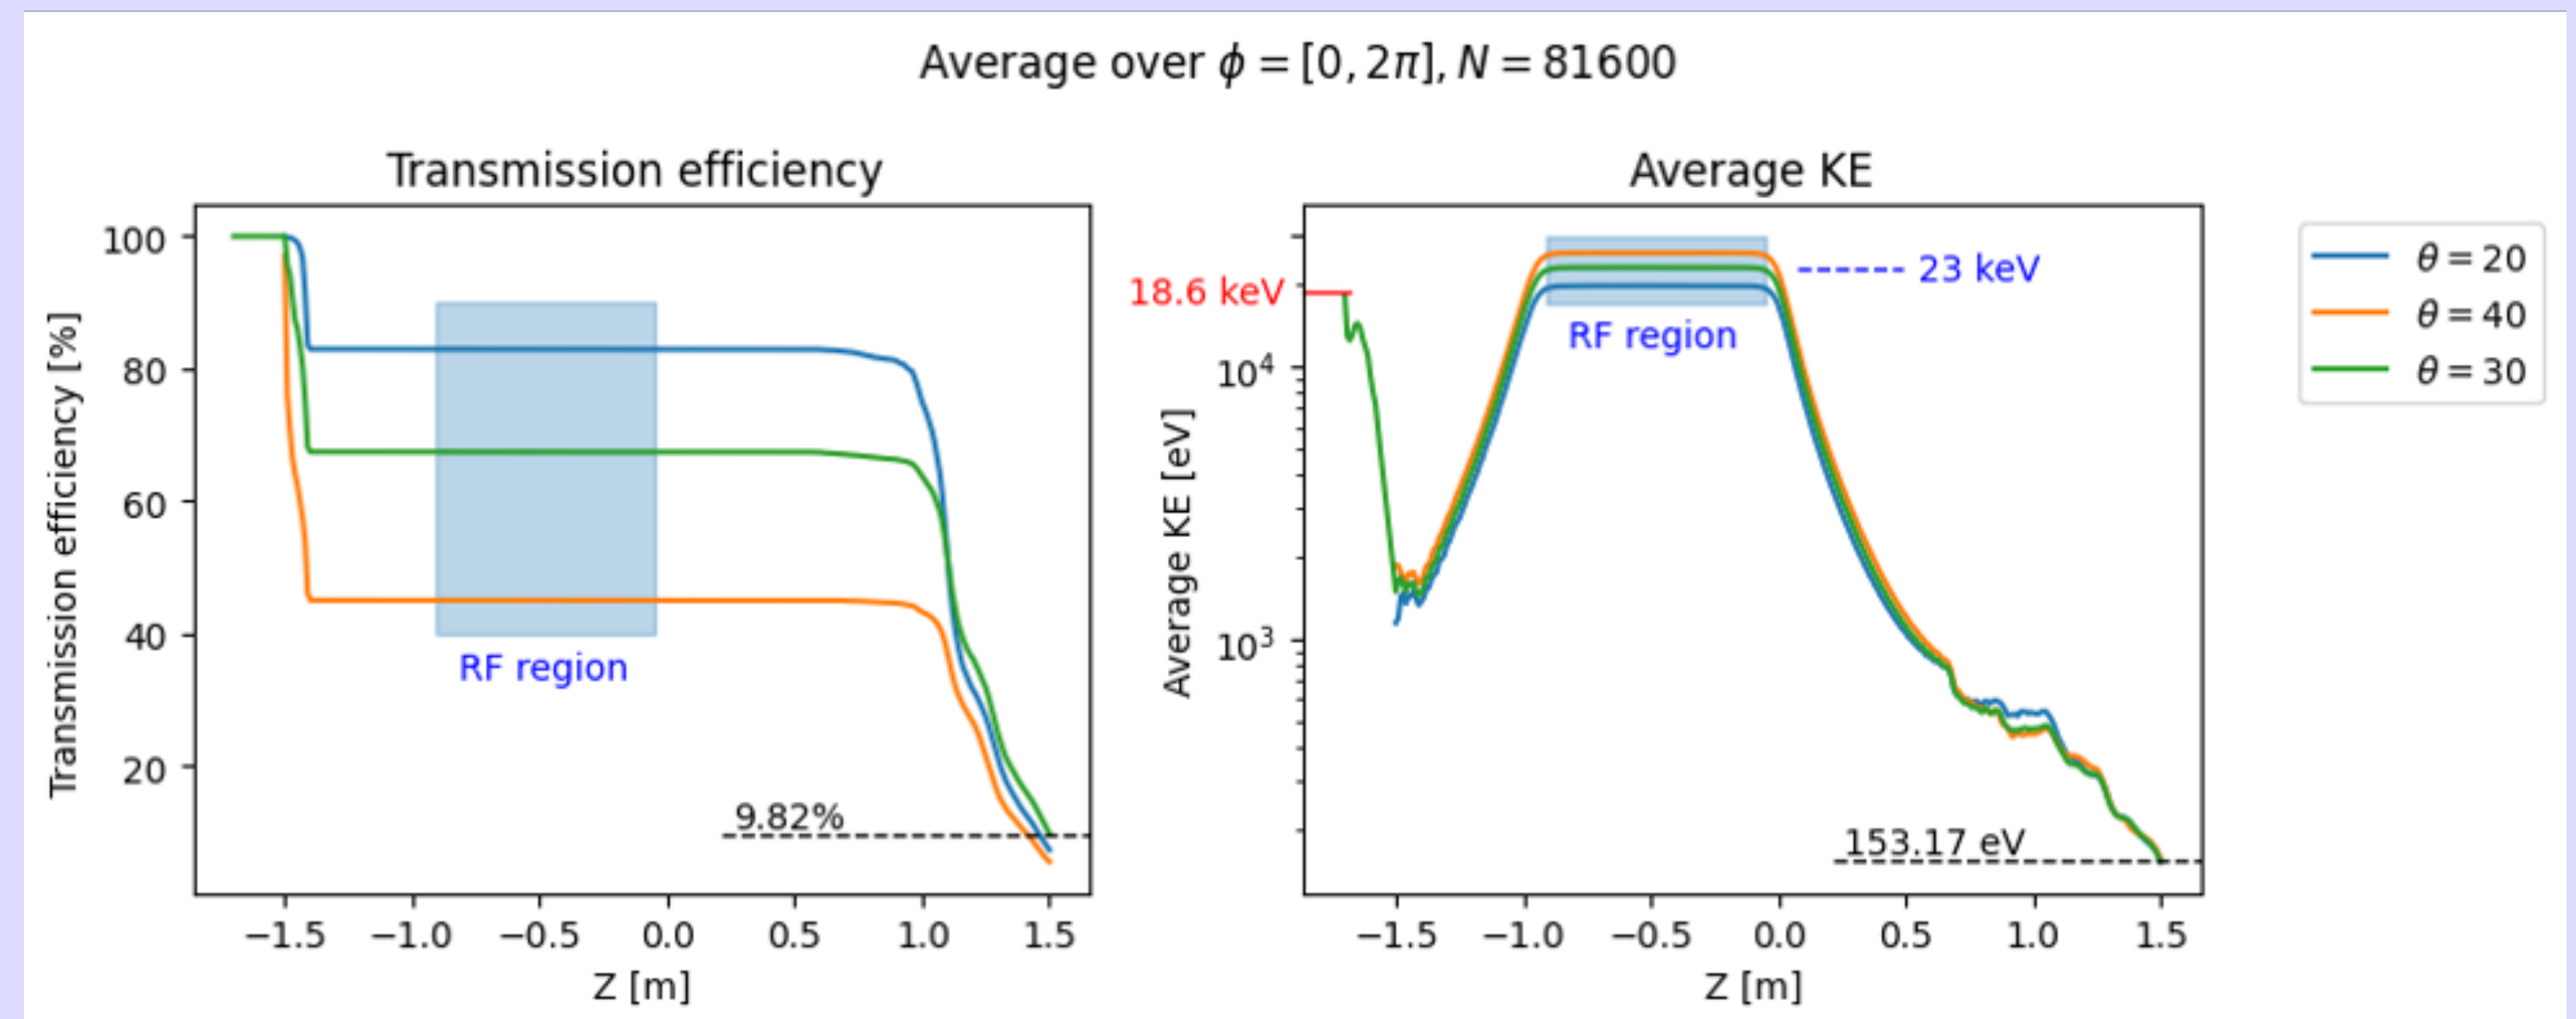 Average over ϕ = [0, 2π], N = 81600
Transmission efficiency
Transmission efficiency [%]
100
80
60
40
20
RF region
9.82%
−1.5 −1.0 −0.5 0.0 0.5 1.0 1.5
Z [m]
Average KE
Average KE [eV]
18.6 keV
10⁴
10³
23 keV
RF region
153.17 eV
−1.5 −1.0 −0.5 0.0 0.5 1.0 1.5
Z [m]
θ = 20
θ = 40
θ = 30